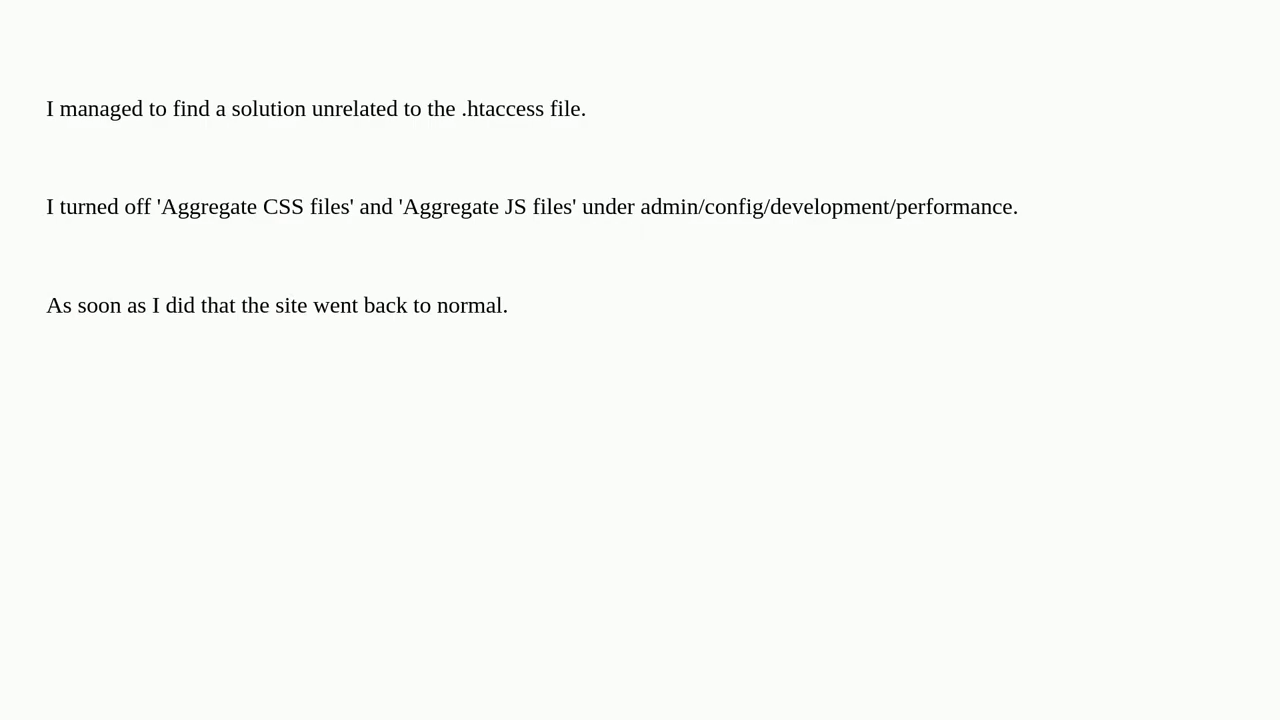 I managed to find a solution unrelated to the .htaccess file.
I turned off 'Aggregate CSS files' and 'Aggregate JS files' under admin/config/development/performance.
As soon as I did that the site went back to normal.